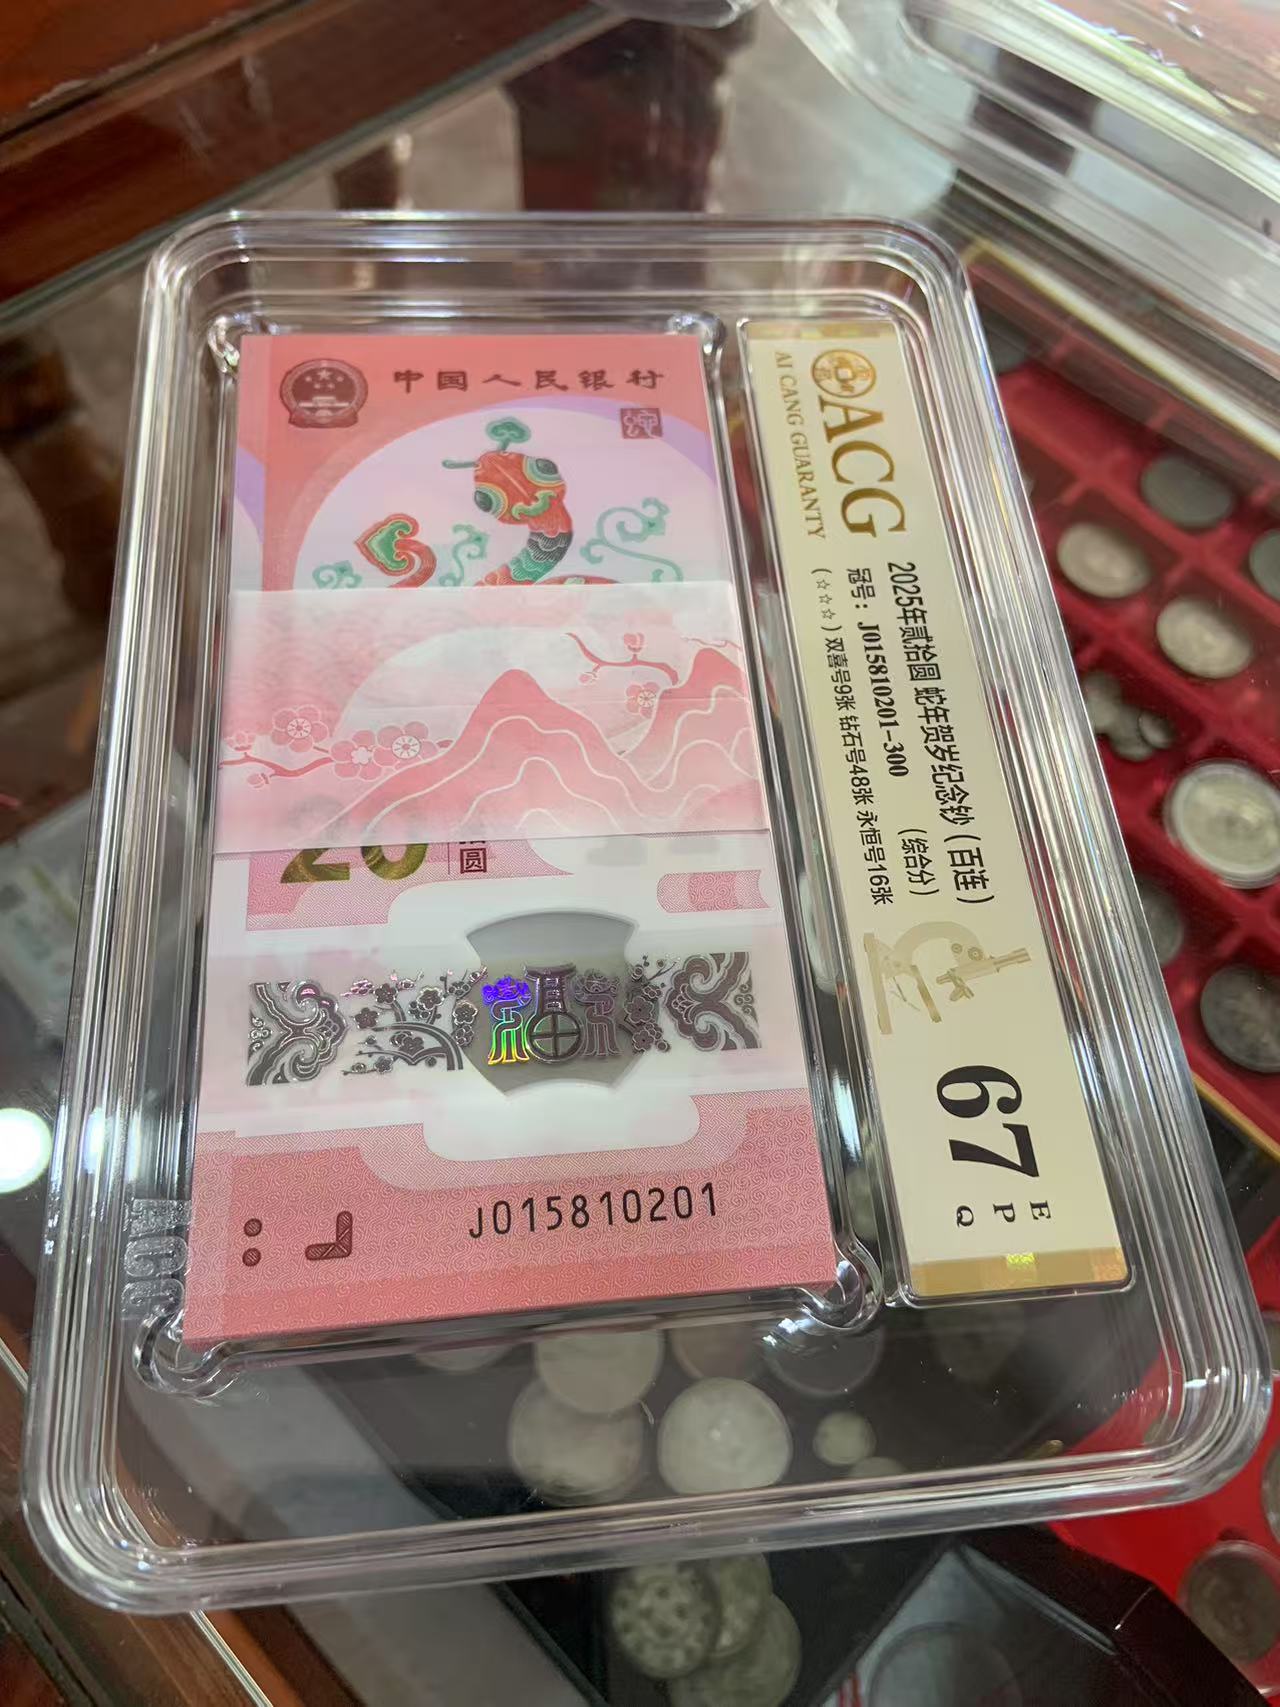 中国人民银行
20
圆
J015810201
ACG
AI CANG GUARANTY
2025年贰拾圆 蛇年贺岁纪念钞（百连）
冠号：J015810201-300 （综合分）
（☆☆☆）双喜号9张 钻石号48张 永恒号16张
67
E
P
Q
ACG